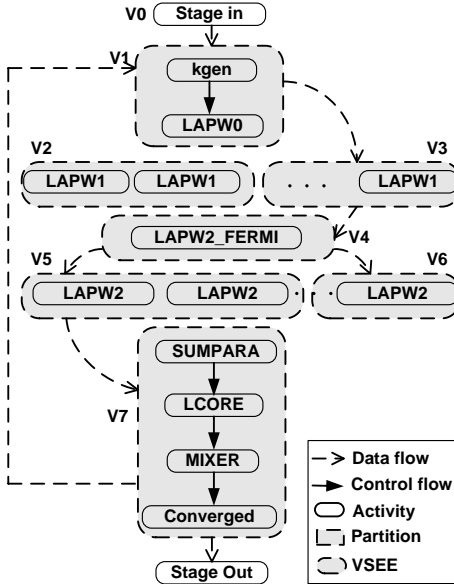 V0 Stage in
V1
kgen
LAPW0
V2 V3
LAPW1 LAPW1 . . . LAPW1
LAPW2_FERMI V4
V5 V6
LAPW2 LAPW2 . . . LAPW2
SUMPARA
LCORE
V7
MIXER
Converged
Stage Out
Data flow
Control flow
Activity
Partition
VSEE